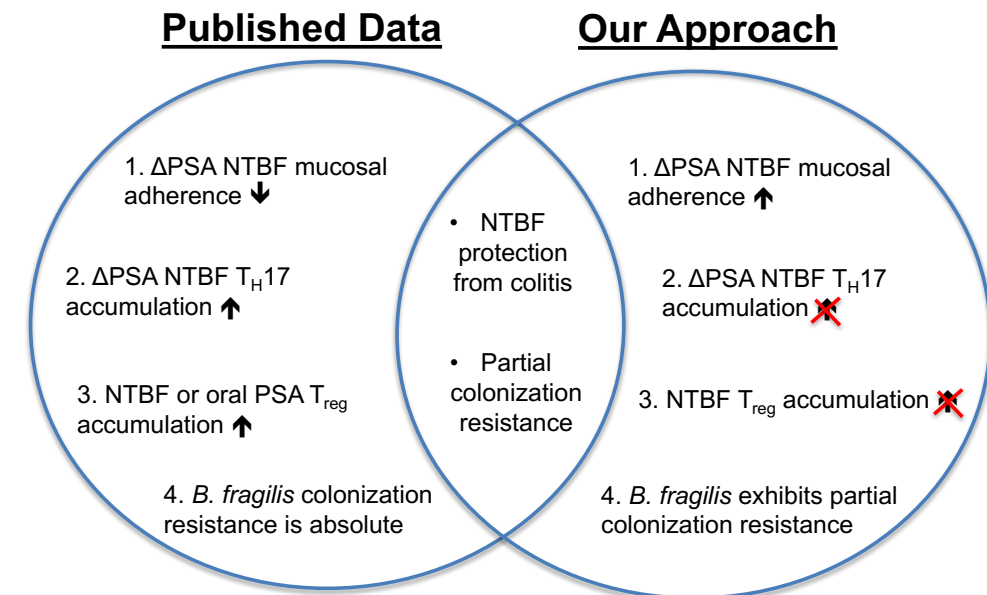 Published Data
Our Approach
1. ΔPSA NTBF mucosal
adherence ↓
2. ΔPSA NTBF TH17
accumulation ↑
3. NTBF or oral PSA Treg
accumulation ↑
4. B. fragilis colonization
resistance is absolute
• NTBF
protection
from colitis
• Partial
colonization
resistance
1. ΔPSA NTBF mucosal
adherence ↑
2. ΔPSA NTBF TH17
accumulation ↑
3. NTBF Treg accumulation ↑
4. B. fragilis exhibits partial
colonization resistance